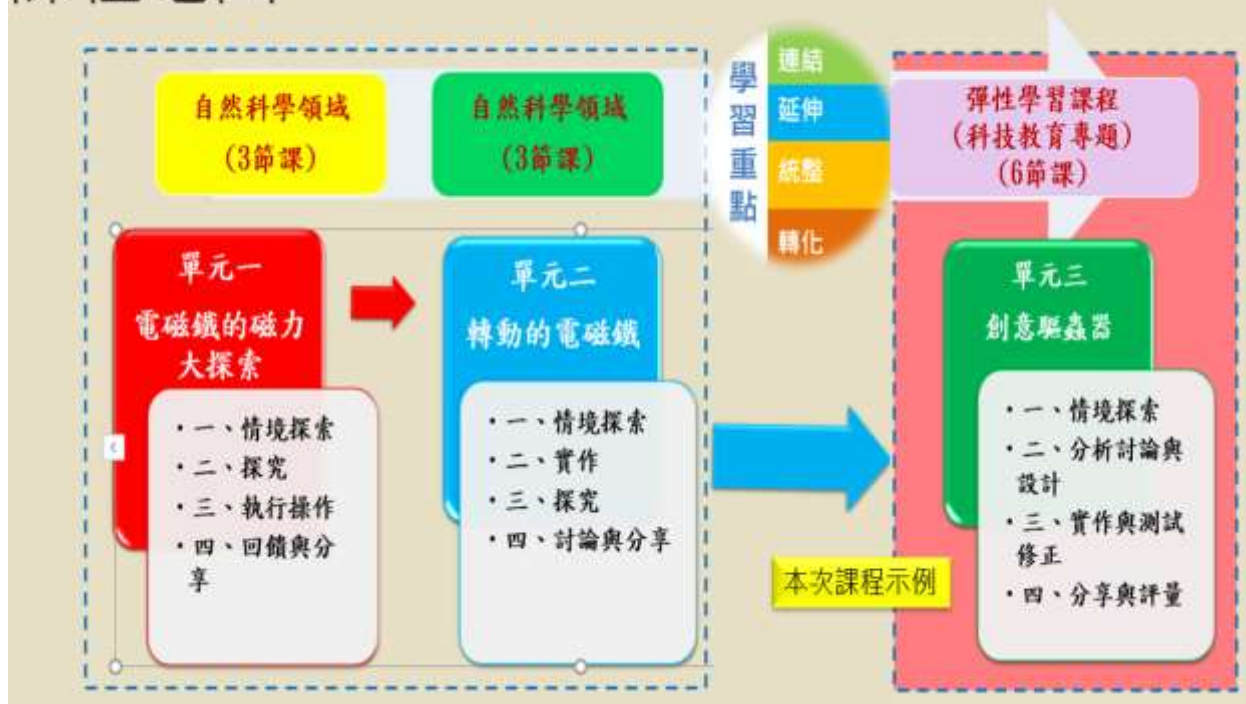 自然科學領域
(3節課)
自然科學領域
(3節課)
學習重點
連結
延伸
統整
轉化
彈性學習課程
(科技教育專題)
(6節課)
單元一
電磁鐵的磁力
大探索
•一、情境探索
•二、探究
•三、執行操作
•四、回饋與分
享
單元二
轉動的電磁鐵
•一、情境探索
•二、實作
•三、探究
•四、討論與分享
單元三
創意驅蟲器
•一、情境探索
•二、分析討論與
設計
•三、實作與測試
修正
•四、分享與評量
本次課程示例